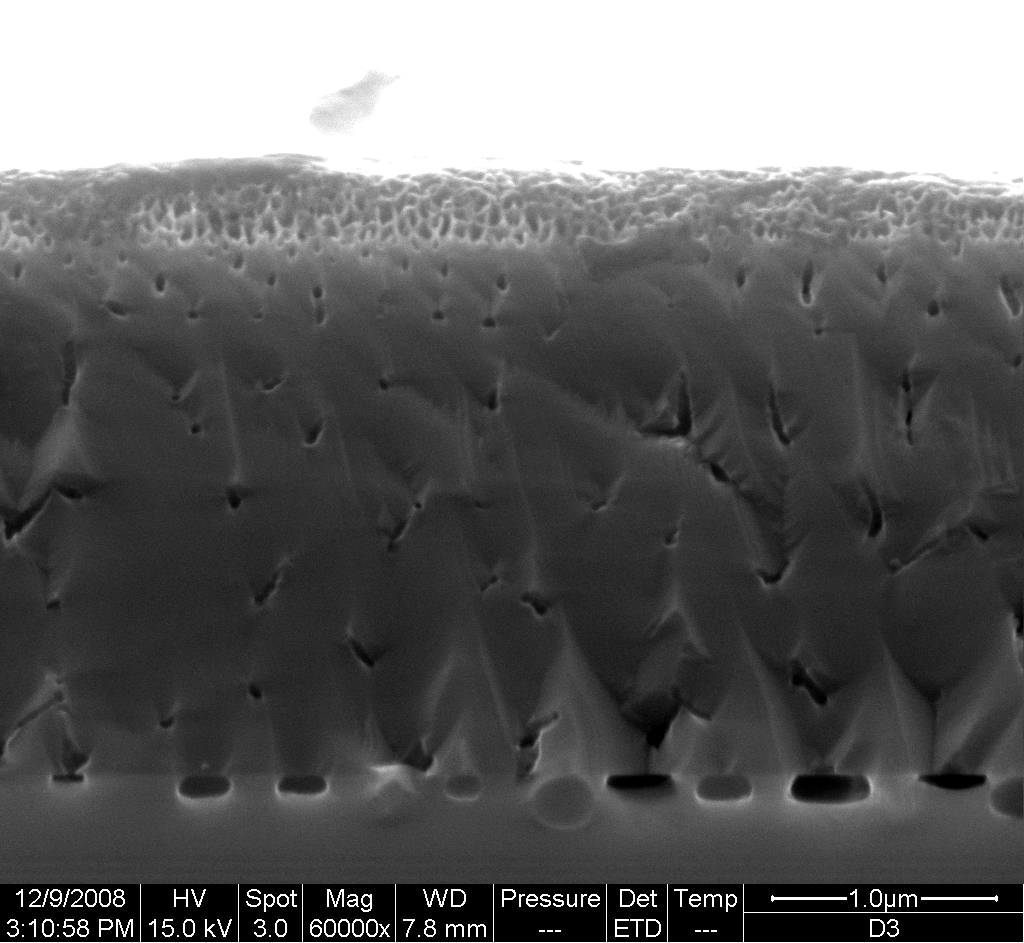 12/9/2008 HV Spot Mag WD Pressure Det Temp 1.0µm
3:10:58 PM 15.0 kV 3.0 60000x 7.8 mm --- ETD --- D3